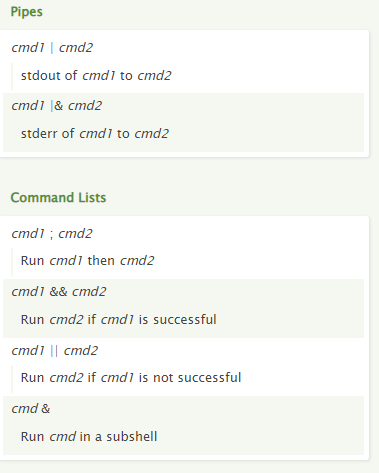 Pipes
cmd1 | cmd2
stdout of cmd1 to cmd2
cmd1 |& cmd2
stderr of cmd1 to cmd2
Command Lists
cmd1 ; cmd2
Run cmd1 then cmd2
cmd1 && cmd2
Run cmd2 if cmd1 is successful
cmd1 || cmd2
Run cmd2 if cmd1 is not successful
cmd &
Run cmd in a subshell